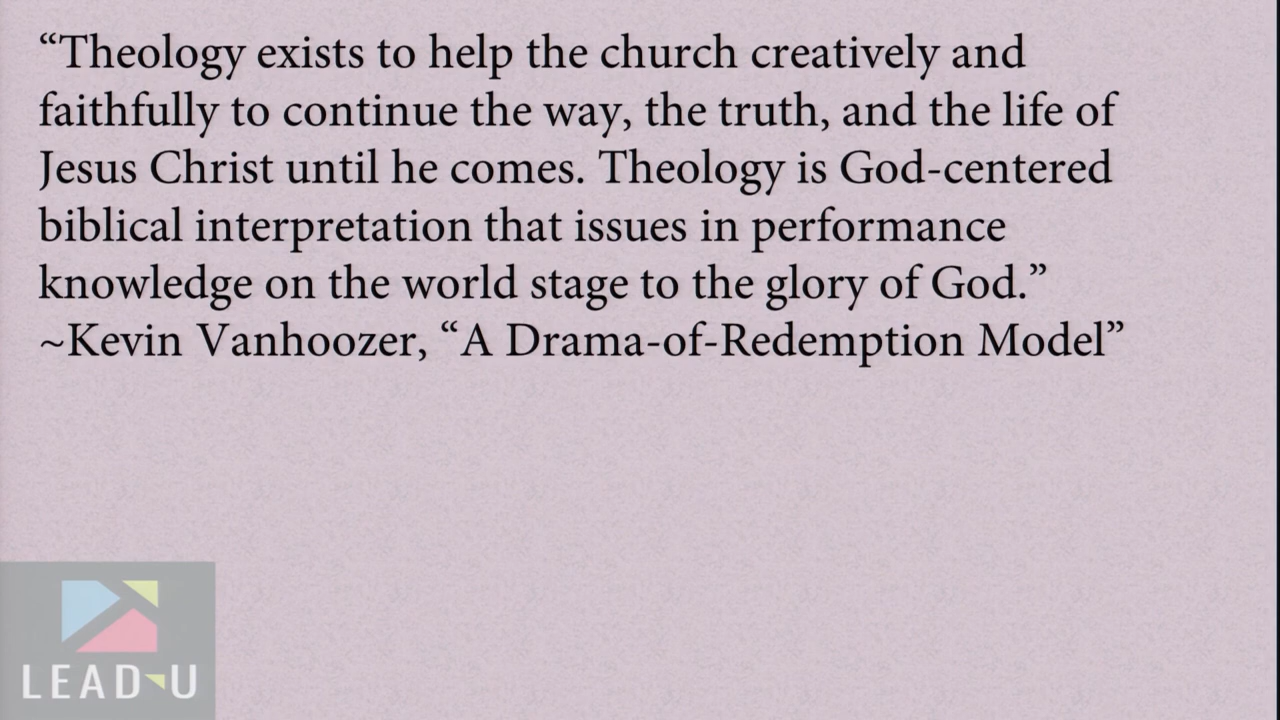 “Theology exists to help the church creatively and
faithfully to continue the way, the truth, and the life of
Jesus Christ until he comes. Theology is God-centered
biblical interpretation that issues in performance
knowledge on the world stage to the glory of God.”
~Kevin Vanhoozer, “A Drama-of-Redemption Model”
LEAD U